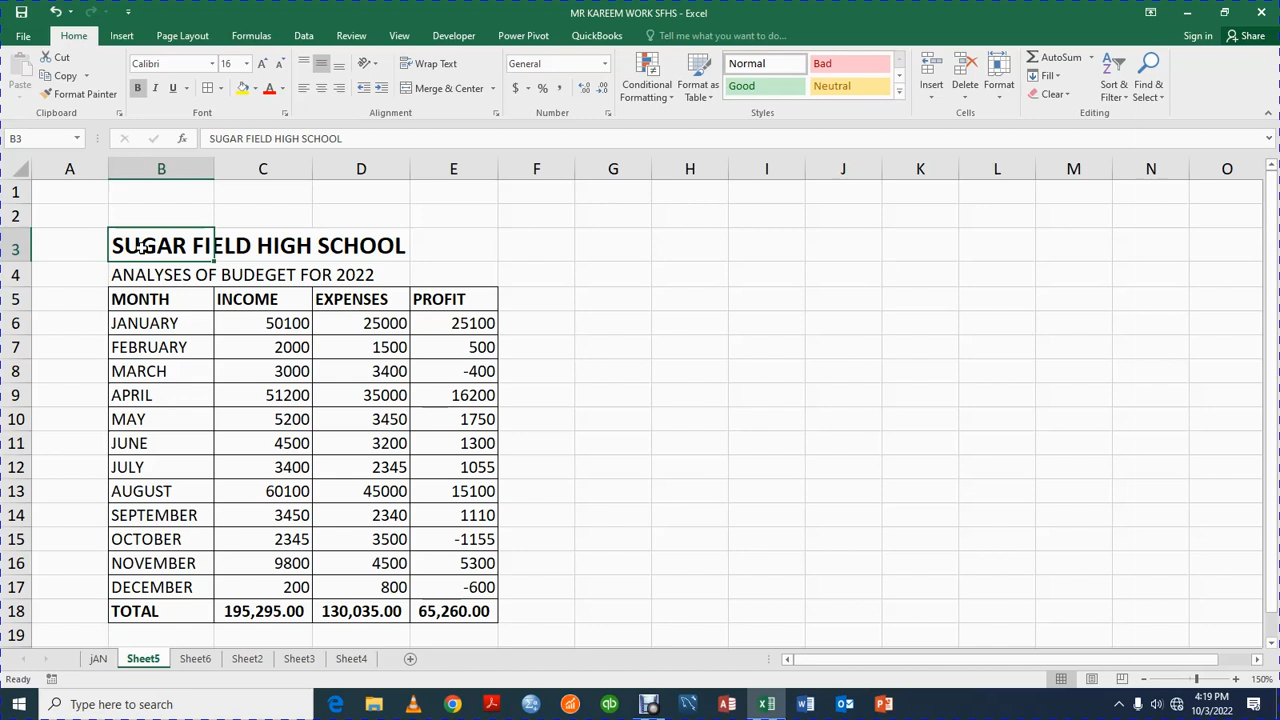 MR KAREEM WORK SFHS - Excel
File Home Insert Page Layout Formulas Data Review View Developer Power Pivot QuickBooks Tell me what you want to do... Sign in Share
Paste
Cut
Copy
Format Painter
Calibri
B I U
A A
Wrap Text
Merge & Center
General
$ % ,
Conditional Formatting
Format as Table
Normal Bad
Good Neutral
Insert Delete Format
AutoSum
Fill
Clear
Sort & Filter
Find & Select
Clipboard Font Alignment Number Styles Cells Editing
B3 fx SUGAR FIELD HIGH SCHOOL
A B C D E F G H I J K L M N O
1
2
3 SUGAR FIELD HIGH SCHOOL
4 ANALYSES OF BUDEGET FOR 2022
5 MONTH INCOME EXPENSES PROFIT
6 JANUARY 50100 25000 25100
7 FEBRUARY 2000 1500 500
8 MARCH 3000 3400 -400
9 APRIL 51200 35000 16200
10 MAY 5200 3450 1750
11 JUNE 4500 3200 1300
12 JULY 3400 2345 1055
13 AUGUST 60100 45000 15100
14 SEPTEMBER 3450 2340 1110
15 OCTOBER 2345 3500 -1155
16 NOVEMBER 9800 4500 5300
17 DECEMBER 200 800 -600
18 TOTAL 195,295.00 130,035.00 65,260.00
19
jAN Sheet5 Sheet6 Sheet2 Sheet3 Sheet4
Ready 150%
Type here to search
4:19 PM
10/3/2022